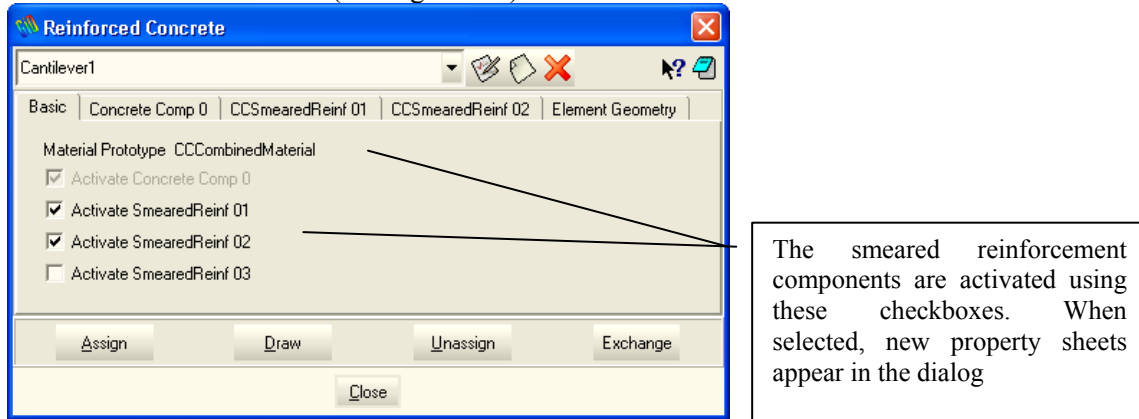 Reinforced Concrete
Cantilever1
Basic Concrete Comp 0 CCSmearedReinf 01 CCSmearedReinf 02 Element Geometry
Material Prototype CCCombinedMaterial
Activate Concrete Comp 0
Activate SmearedReinf 01
Activate SmearedReinf 02
Activate SmearedReinf 03
Assign Draw Unassign Exchange
Close
The smeared reinforcement
components are activated using
these checkboxes. When
selected, new property sheets
appear in the dialog